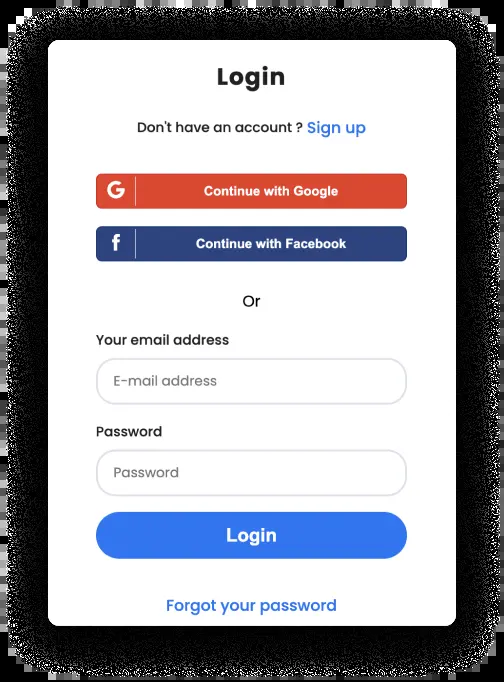 Login
Don't have an account ? Sign up
G Continue with Google
f Continue with Facebook
Or
Your email address
E-mail address
Password
Password
Login
Forgot your password